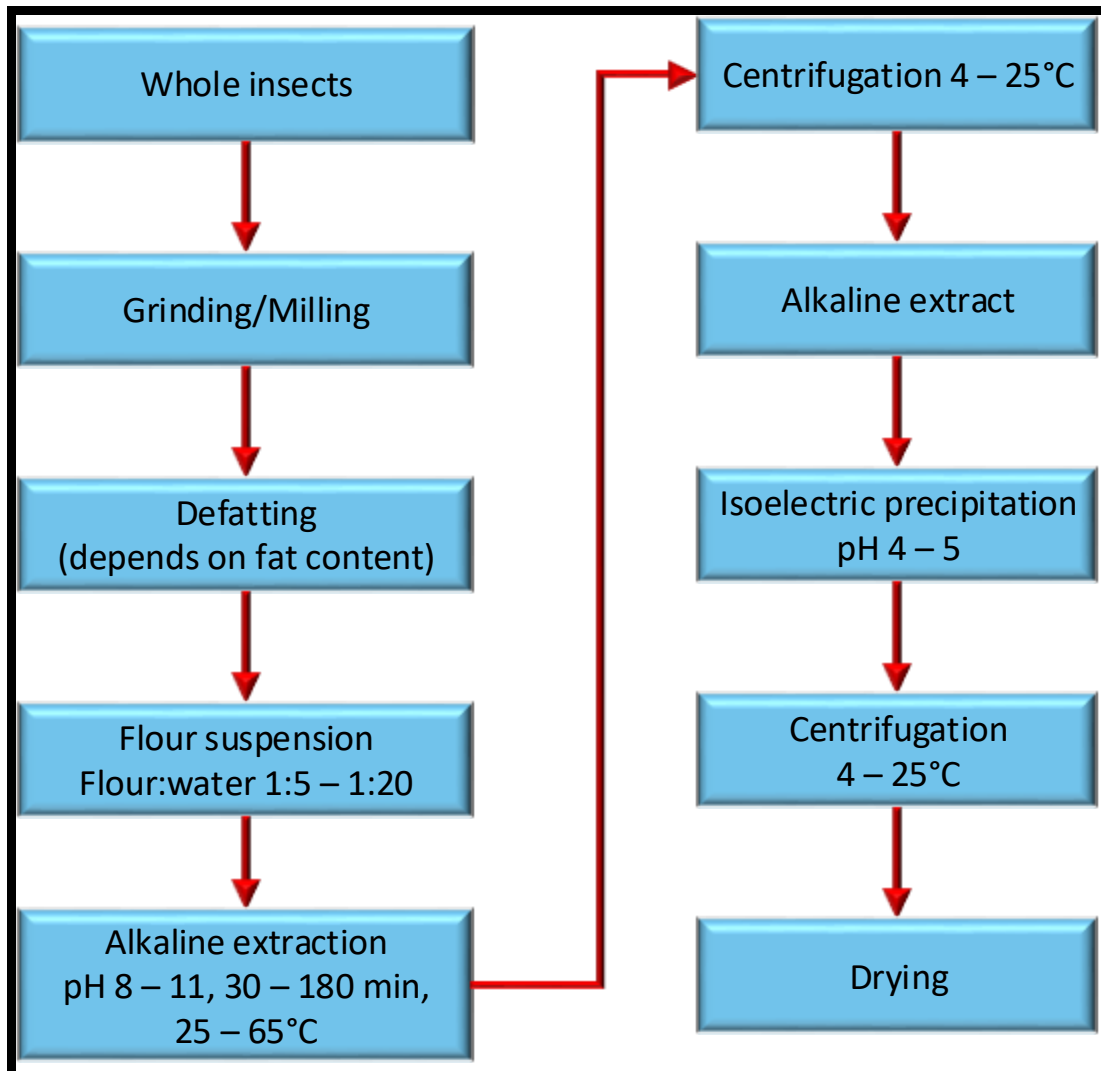 Whole insects
Grinding/Milling
Defatting
(depends on fat content)
Flour suspension
Flour:water 1:5 – 1:20
Alkaline extraction
pH 8 – 11, 30 – 180 min,
25 – 65°C
Centrifugation 4 – 25°C
Alkaline extract
Isoelectric precipitation
pH 4 – 5
Centrifugation
4 – 25°C
Drying